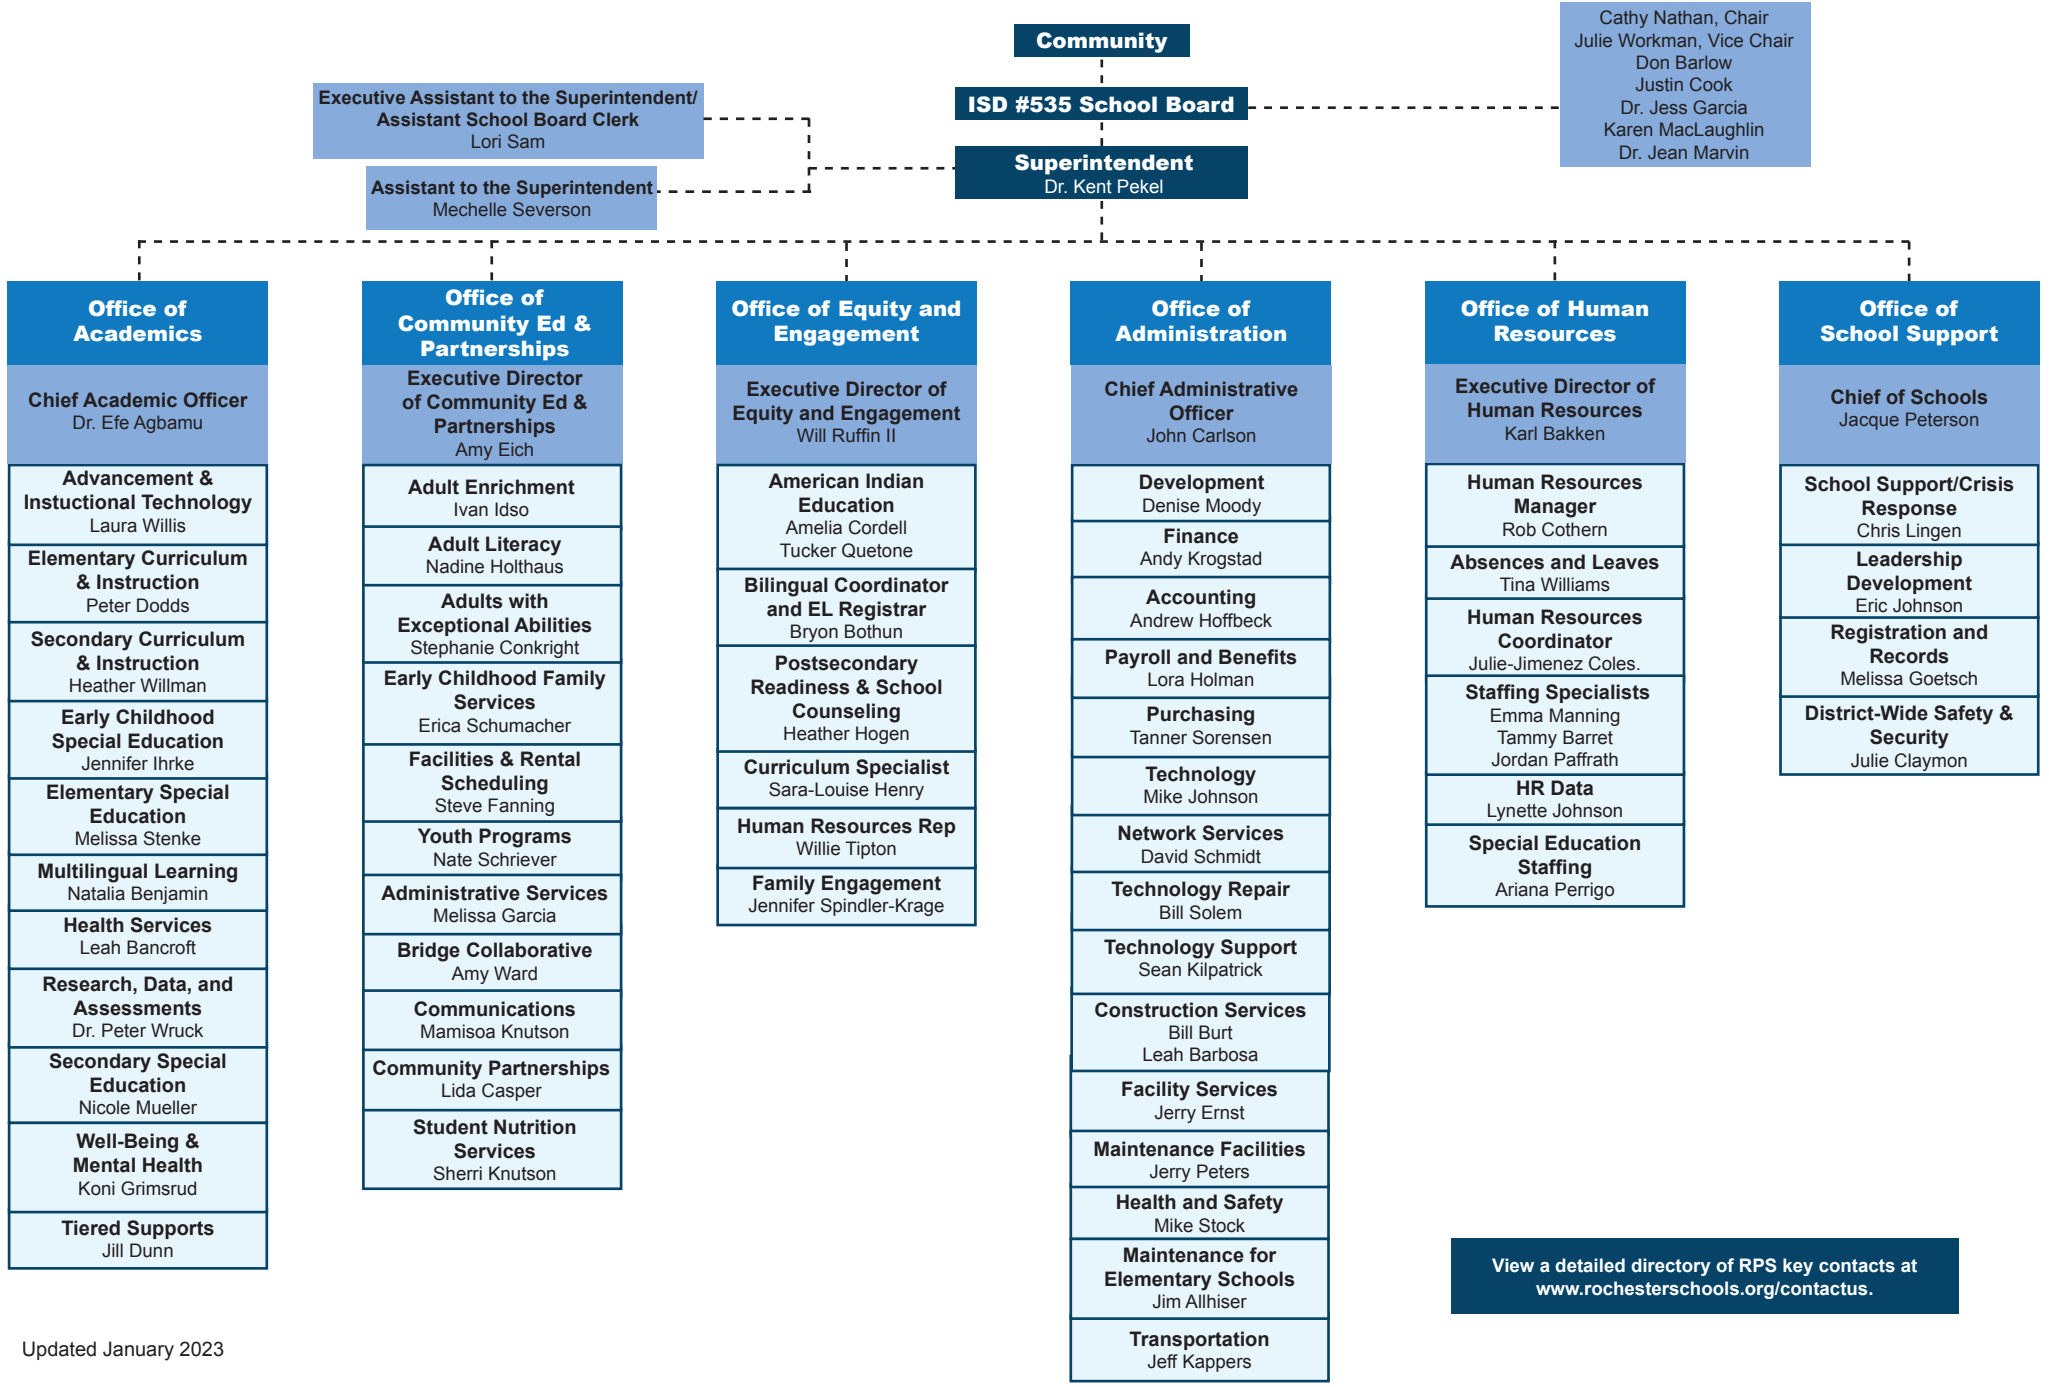 Community
ISD #535 School Board
Superintendent
Dr. Kent Pekel
Cathy Nathan, Chair
Julie Workman, Vice Chair
Don Barlow
Justin Cook
Dr. Jess Garcia
Karen MacLaughlin
Dr. Jean Marvin
Executive Assistant to the Superintendent/
Assistant School Board Clerk
Lori Sam
Assistant to the Superintendent
Mechelle Severson
Office of
Academics
Chief Academic Officer
Dr. Efe Agbamu
Advancement &
Instuctional Technology
Laura Willis
Elementary Curriculum
& Instruction
Peter Dodds
Secondary Curriculum
& Instruction
Heather Willman
Early Childhood
Special Education
Jennifer Ihrke
Elementary Special
Education
Melissa Stenke
Multilingual Learning
Natalia Benjamin
Health Services
Leah Bancroft
Research, Data, and
Assessments
Dr. Peter Wruck
Secondary Special
Education
Nicole Mueller
Well-Being &
Mental Health
Koni Grimsrud
Tiered Supports
Jill Dunn
Office of
Community Ed &
Partnerships
Executive Director
of Community Ed &
Partnerships
Amy Eich
Adult Enrichment
Ivan Idso
Adult Literacy
Nadine Holthaus
Adults with
Exceptional Abilities
Stephanie Conkright
Early Childhood Family
Services
Erica Schumacher
Facilities & Rental
Scheduling
Steve Fanning
Youth Programs
Nate Schriever
Administrative Services
Melissa Garcia
Bridge Collaborative
Amy Ward
Communications
Mamisoa Knutson
Community Partnerships
Lida Casper
Student Nutrition
Services
Sherri Knutson
Office of Equity and
Engagement
Executive Director of
Equity and Engagement
Will Ruffin II
American Indian
Education
Amelia Cordell
Tucker Quetone
Bilingual Coordinator
and EL Registrar
Bryon Bothun
Postsecondary
Readiness & School
Counseling
Heather Hogen
Curriculum Specialist
Sara-Louise Henry
Human Resources Rep
Willie Tipton
Family Engagement
Jennifer Spindler-Krage
Office of
Administration
Chief Administrative
Officer
John Carlson
Development
Denise Moody
Finance
Andy Krogstad
Accounting
Andrew Hoffbeck
Payroll and Benefits
Lora Holman
Purchasing
Tanner Sorensen
Technology
Mike Johnson
Network Services
David Schmidt
Technology Repair
Bill Solem
Technology Support
Sean Kilpatrick
Construction Services
Bill Burt
Leah Barbosa
Facility Services
Jerry Ernst
Maintenance Facilities
Jerry Peters
Health and Safety
Mike Stock
Maintenance for
Elementary Schools
Jim Allhiser
Transportation
Jeff Kappers
Office of Human
Resources
Executive Director of
Human Resources
Karl Bakken
Human Resources
Manager
Rob Cothern
Absences and Leaves
Tina Williams
Human Resources
Coordinator
Julie-Jimenez Coles.
Staffing Specialists
Emma Manning
Tammy Barret
Jordan Paffrath
HR Data
Lynette Johnson
Special Education
Staffing
Ariana Perrigo
Office of
School Support
Chief of Schools
Jacque Peterson
School Support/Crisis
Response
Chris Lingen
Leadership
Development
Eric Johnson
Registration and
Records
Melissa Goetsch
District-Wide Safety &
Security
Julie Claymon
View a detailed directory of RPS key contacts at
www.rochesterschools.org/contactus.
Updated January 2023